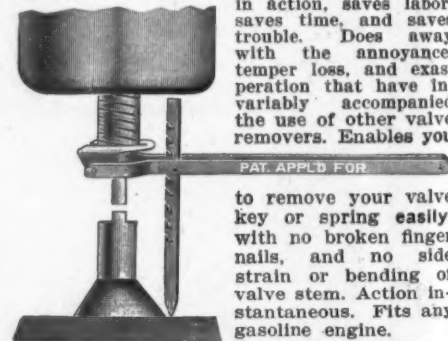 in action, saves labor
saves time, and saves
trouble. Does away
with the annoyance
temper loss, and exas
peration that have in
variably accompanied
the use of other valve
removers. Enables you
PAT. APPL'D FOR
to remove your valve
key or spring easily
with no broken finger
nails, and no side
strain or bending of
valve stem. Action in-
stantaneous. Fits any
gasoline engine.